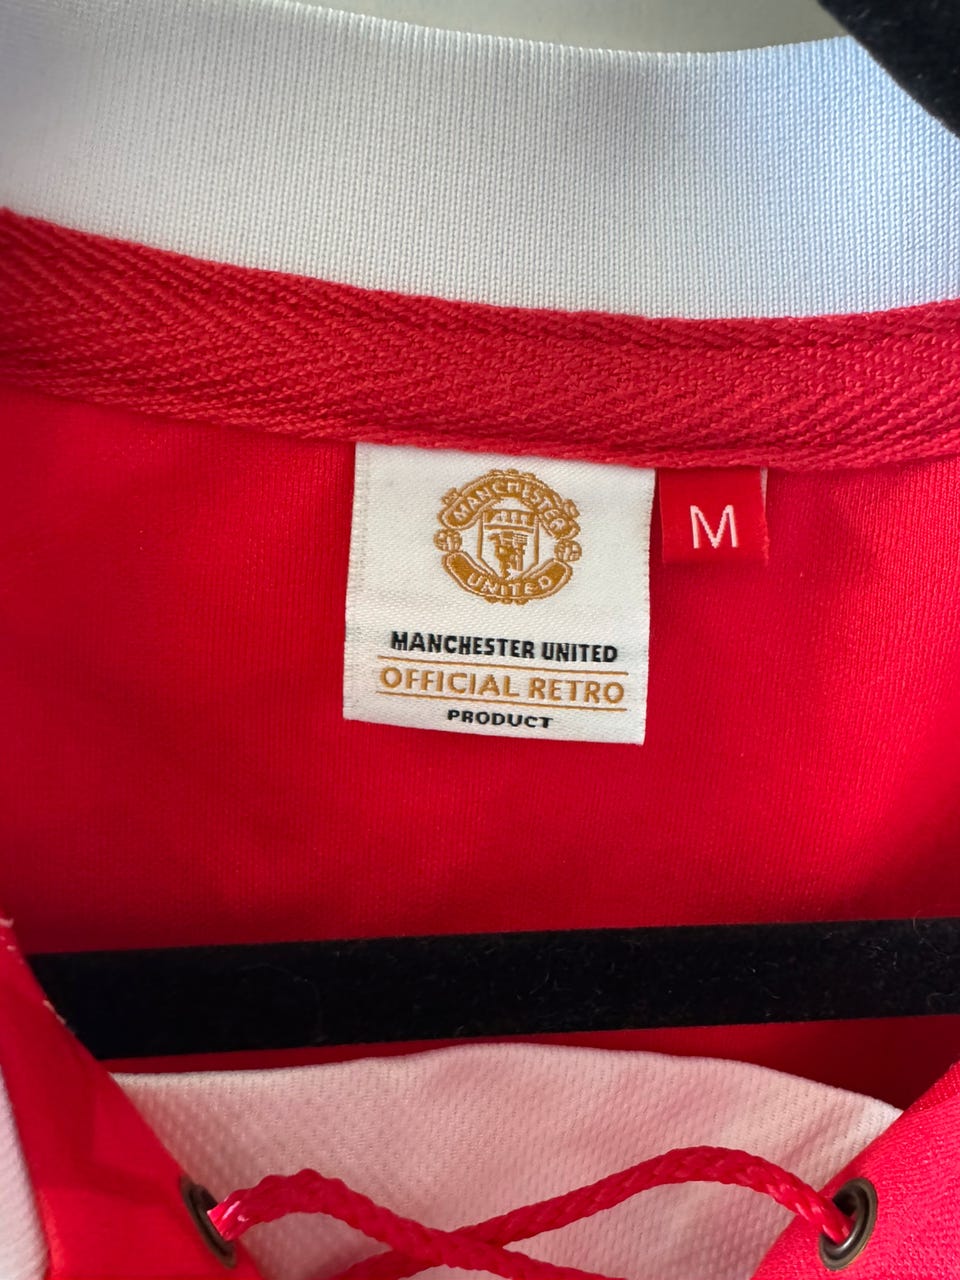 MANCHESTER
UNITED
M
MANCHESTER UNITED
OFFICIAL RETRO
PRODUCT